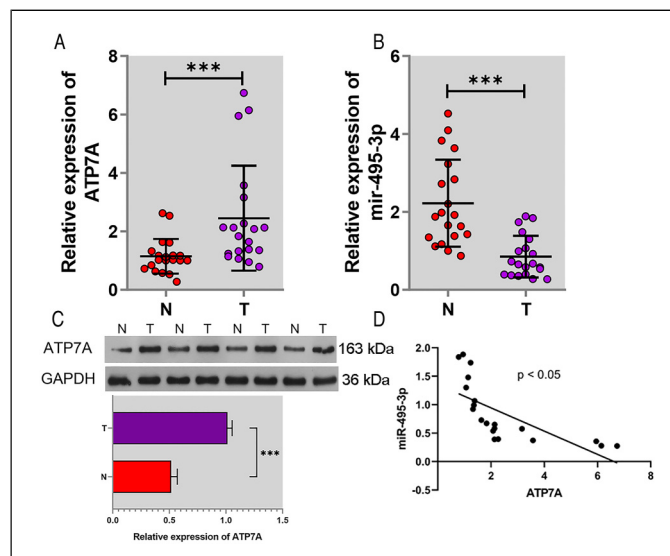 A
Relative expression of
ATP7A
8
6
4
2
0
***
N
T
B
Relative expression of
mir-495-3p
6
4
2
0
***
N
T
C
N T N T N T N T
ATP7A
163 kDa
GAPDH
36 kDa
T
N
***
0.0 0.5 1.0 1.5
Relative expression of ATP7A
D
miR-495-3p
2.0
1.5
1.0
0.5
0.0
-0.5
p < 0.05
2 4 6 8
ATP7A